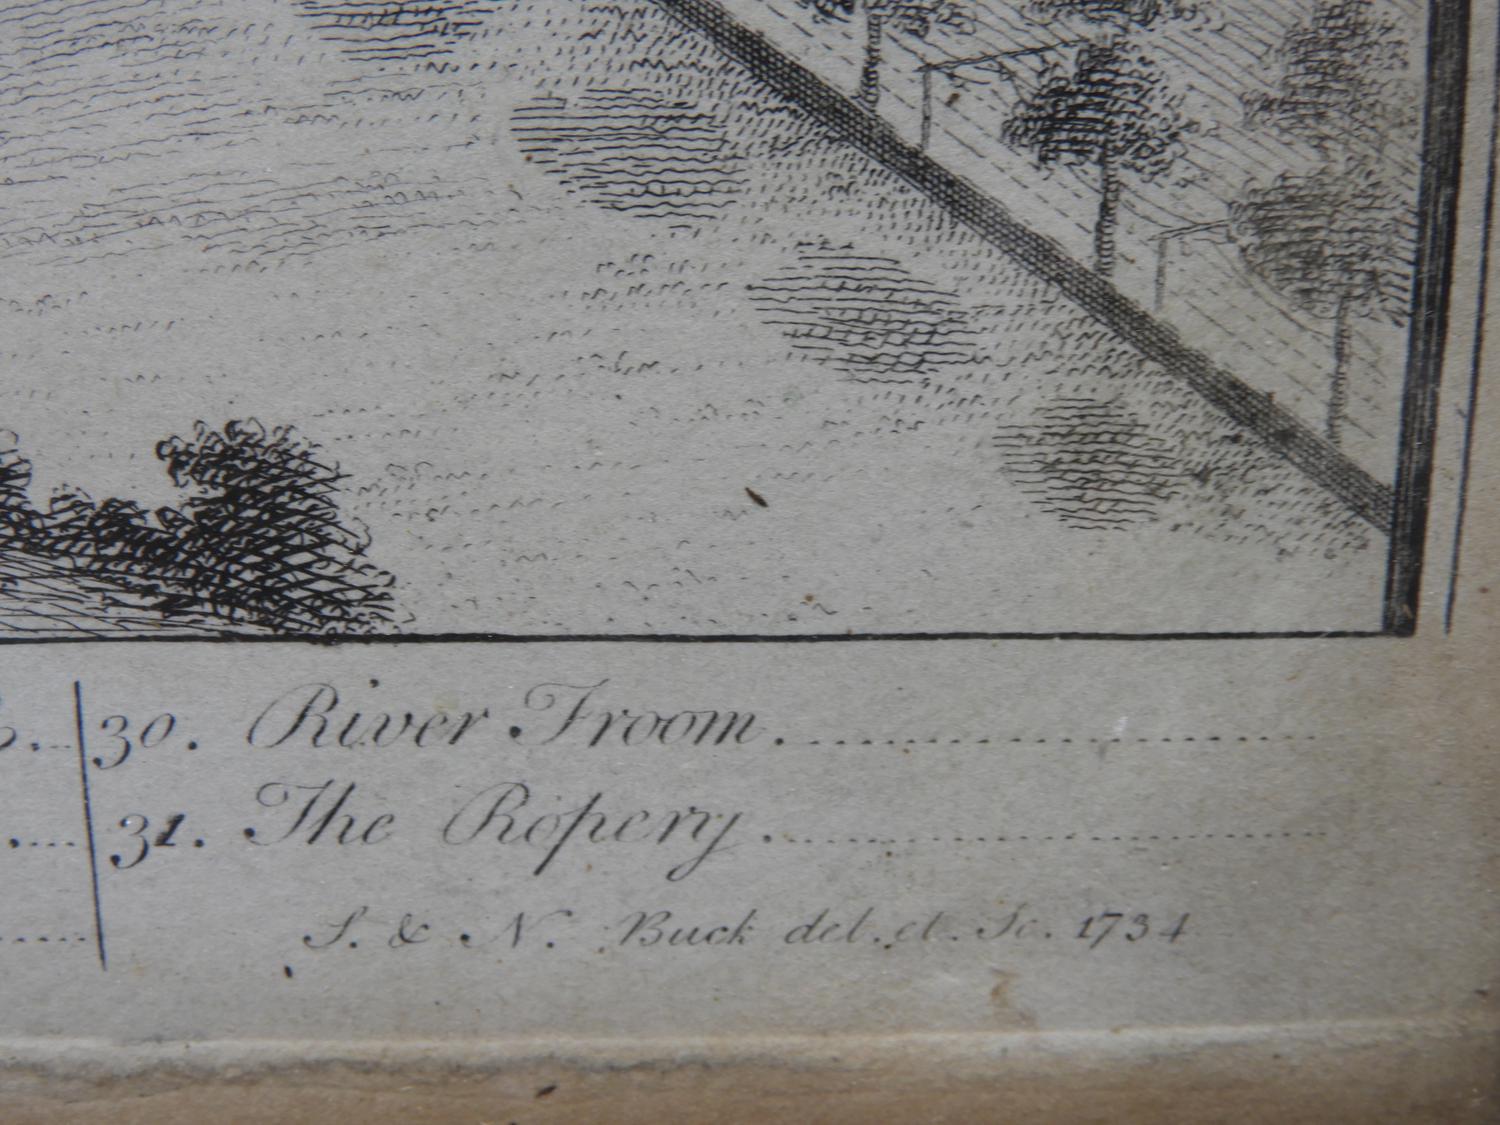 30. River Froom.
31. The Ropery.
S. & N. Buck del. et. Sc. 1734